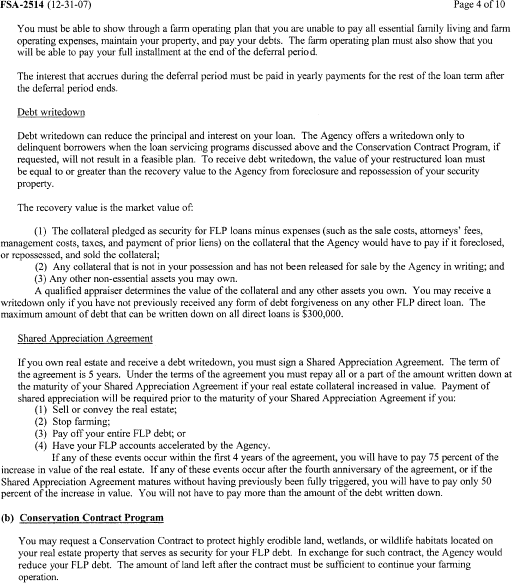 FSA-2514 (12-31-07) Page 4 of 10
You must be able to show through a farm operating plan that you are unable to pay all essential family living and farm
operating expenses, maintain your property, and pay your debts. The farm operating plan must also show that you
will be able to pay your full installment at the end of the deferral period.
The interest that accrues during the deferral period must be paid in yearly payments for the rest of the loan term after
the deferral period ends.
Debt writedown
Debt writedown can reduce the principal and interest on your loan. The Agency offers a writedown only to
delinquent borrowers when the loan servicing programs discussed above and the Conservation Contract Program, if
requested, will not result in a feasible plan. To receive debt writedown, the value of your restructured loan must
be equal to or greater than the recovery value to the Agency from foreclosure and repossession of your security
property.
The recovery value is the market value of:
(1) The collateral pledged as security for FLP loans minus expenses (such as the sale costs, attorneys' fees,
management costs, taxes, and payment of prior liens) on the collateral that the Agency would have to pay if it foreclosed,
or repossessed, and sold the collateral;
(2) Any collateral that is not in your possession and has not been released for sale by the Agency in writing; and
(3) Any other non-essential assets you may own.
A qualified appraiser determines the value of the collateral and any other assets you own. You may receive a
writedown only if you have not previously received any form of debt forgiveness on any other FLP direct loan. The
maximum amount of debt that can be written down on all direct loans is $300,000.
Shared Appreciation Agreement
If you own real estate and receive a debt writedown, you must sign a Shared Appreciation Agreement. The term of
the agreement is 5 years. Under the terms of the agreement you must repay all or a part of the amount written down at
the maturity of your Shared Appreciation Agreement if your real estate collateral increased in value. Payment of
shared appreciation will be required prior to the maturity of your Shared Appreciation Agreement if you:
(1) Sell or convey the real estate;
(2) Stop farming;
(3) Pay off your entire FLP debt; or
(4) Have your FLP accounts accelerated by the Agency.
If any of these events occur within the first 4 years of the agreement, you will have to pay 75 percent of the
increase in value of the real estate. If any of these events occur after the fourth anniversary of the agreement, or if the
Shared Appreciation Agreement matures without having previously been fully triggered, you will have to pay only 50
percent of the increase in value. You will not have to pay more than the amount of the debt written down.
(b) Conservation Contract Program
You may request a Conservation Contract to protect highly erodible land, wetlands, or wildlife habitats located on
your real estate property that serves as security for your FLP debt. In exchange for such contract, the Agency would
reduce your FLP debt. The amount of land left after the contract must be sufficient to continue your farming
operation.